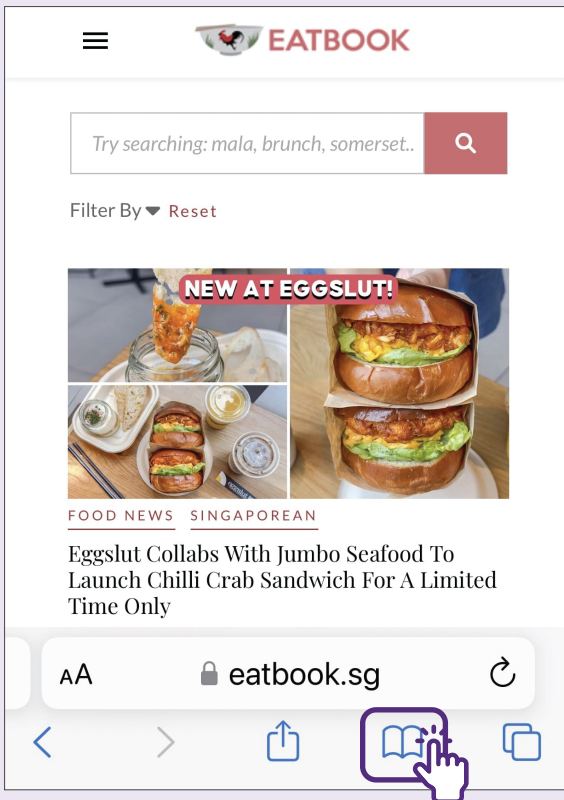 EATBOOK
Try searching: mala, brunch, somerset..
Filter By Reset
NEW AT EGGSLUT!
FOOD NEWS SINGAPOREAN
Eggslut Collabs With Jumbo Seafood To
Launch Chilli Crab Sandwich For A Limited
Time Only
AA eatbook.sg